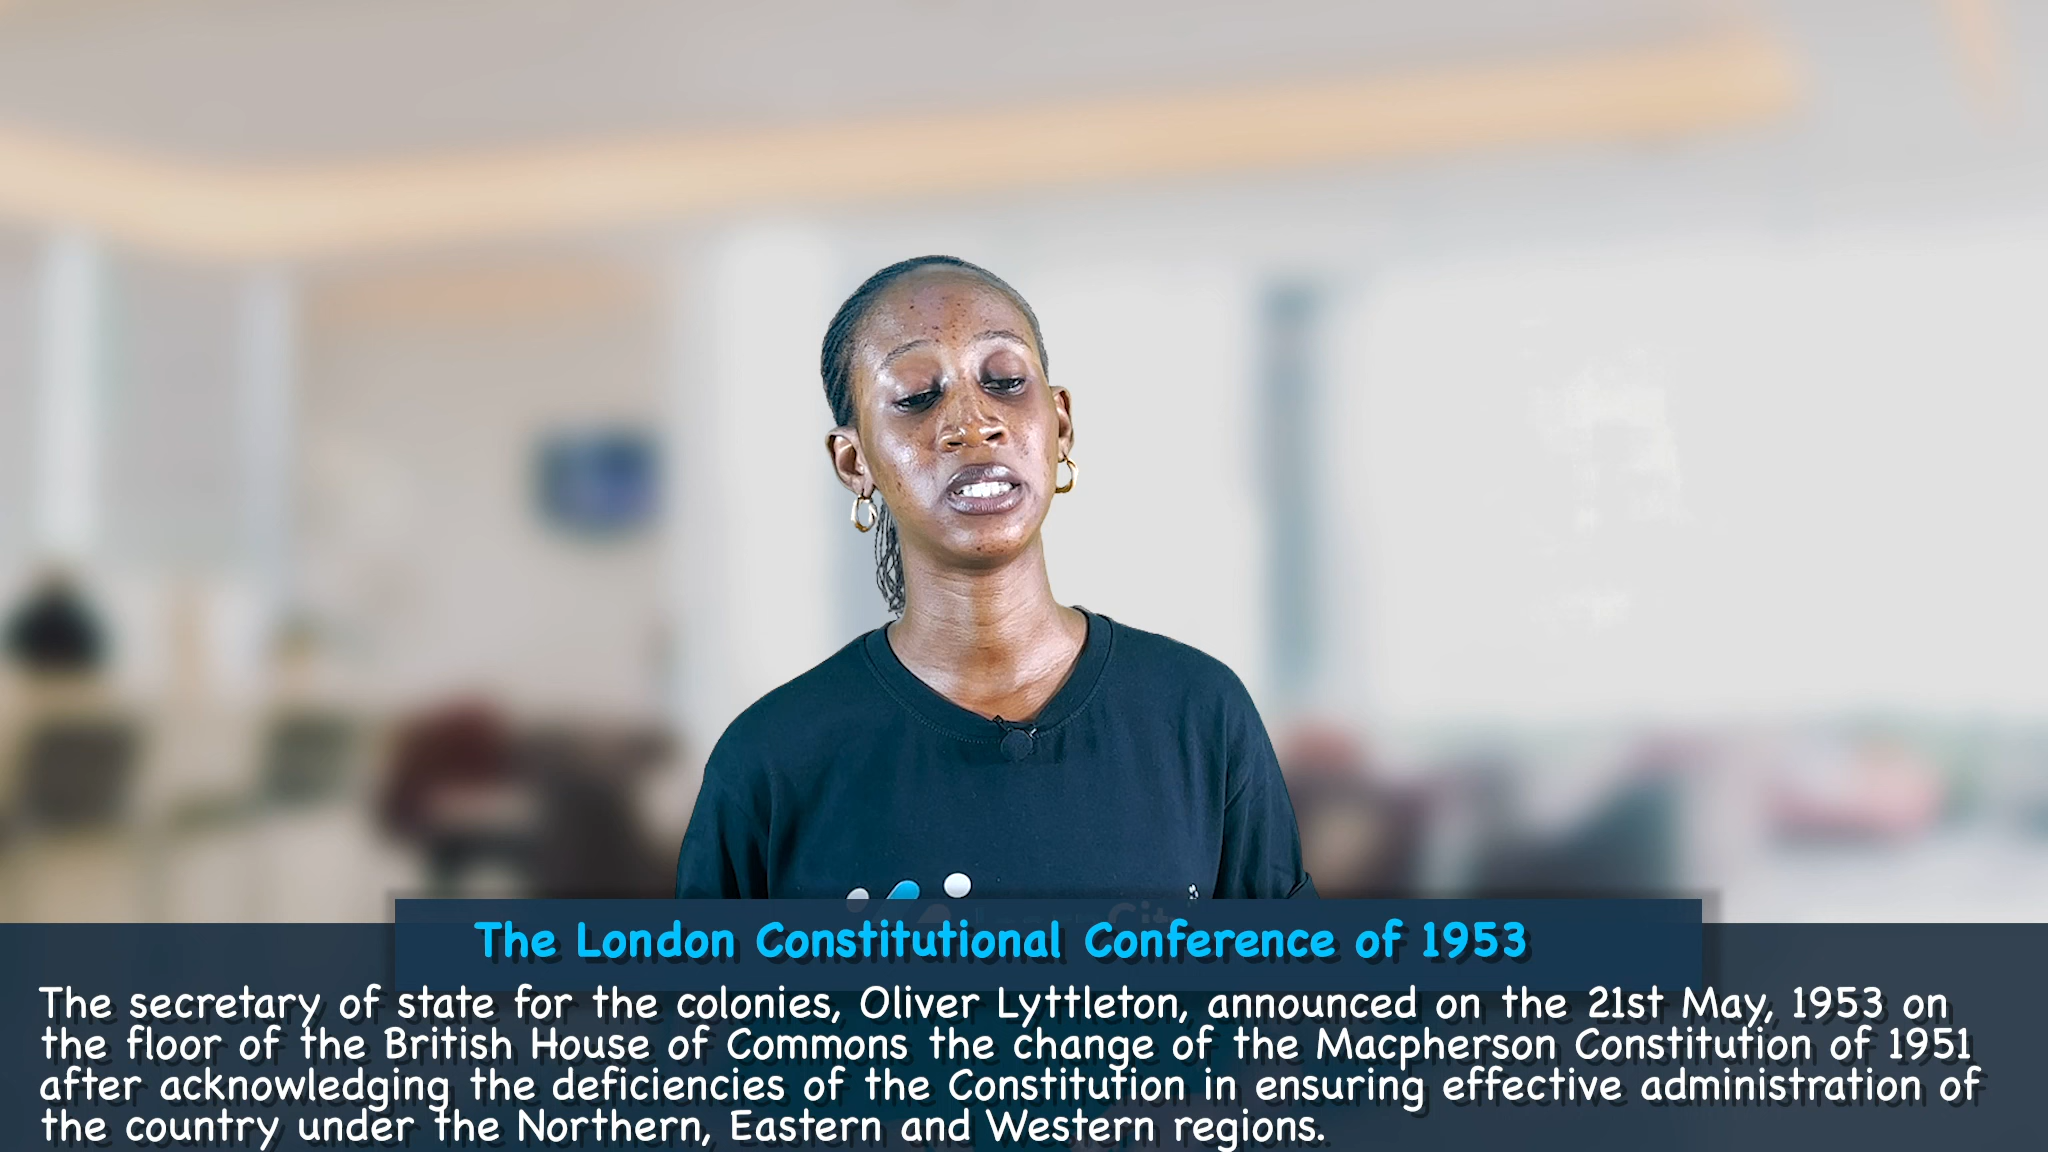 The London Constitutional Conference of 1953
The secretary of state for the colonies, Oliver Lyttleton, announced on the 21st May, 1953 on
the floor of the British House of Commons the change of the Macpherson Constitution of 1951
after acknowledging the deficiencies of the Constitution in ensuring effective administration of
the country under the Northern, Eastern and Western regions.